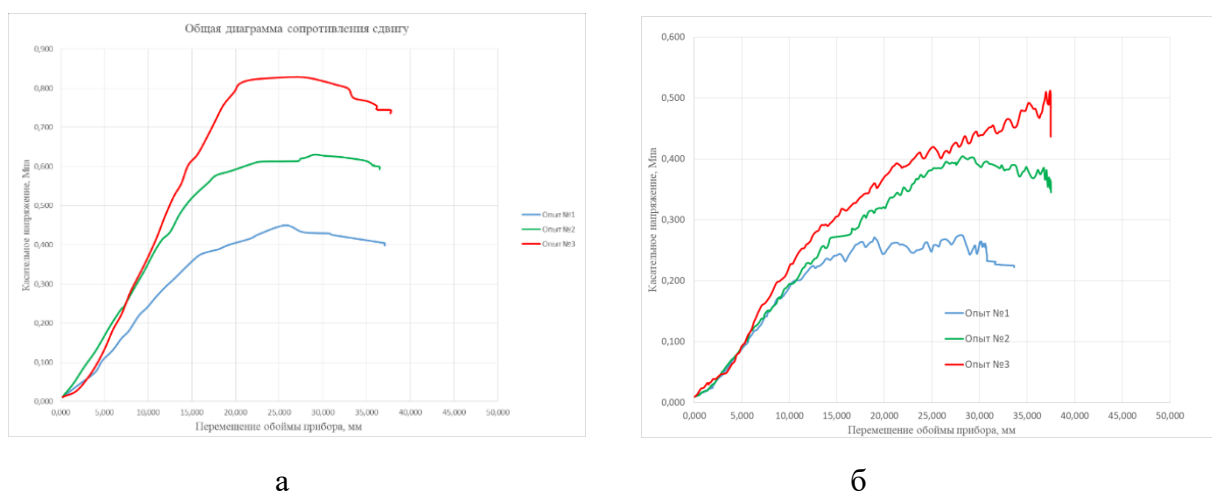 Общая диаграмма сопротивления сдвигу
Касательное напряжение, Мпа
0,900
0,800
0,700
0,600
0,500
0,400
0,300
0,200
0,100
0,000
0,000 5,000 10,000 15,000 20,000 25,000 30,000 35,000 40,000 45,000 50,000
Перемещение обоймы прибора, мм
Опыт №1
Опыт №2
Опыт №3
а
Касательное напряжение, Мпа
0,600
0,500
0,400
0,300
0,200
0,100
0,000
0,000 5,000 10,000 15,000 20,000 25,000 30,000 35,000 40,000 45,000 50,000
Перемещение обоймы прибора, мм
Опыт №1
Опыт №2
Опыт №3
б